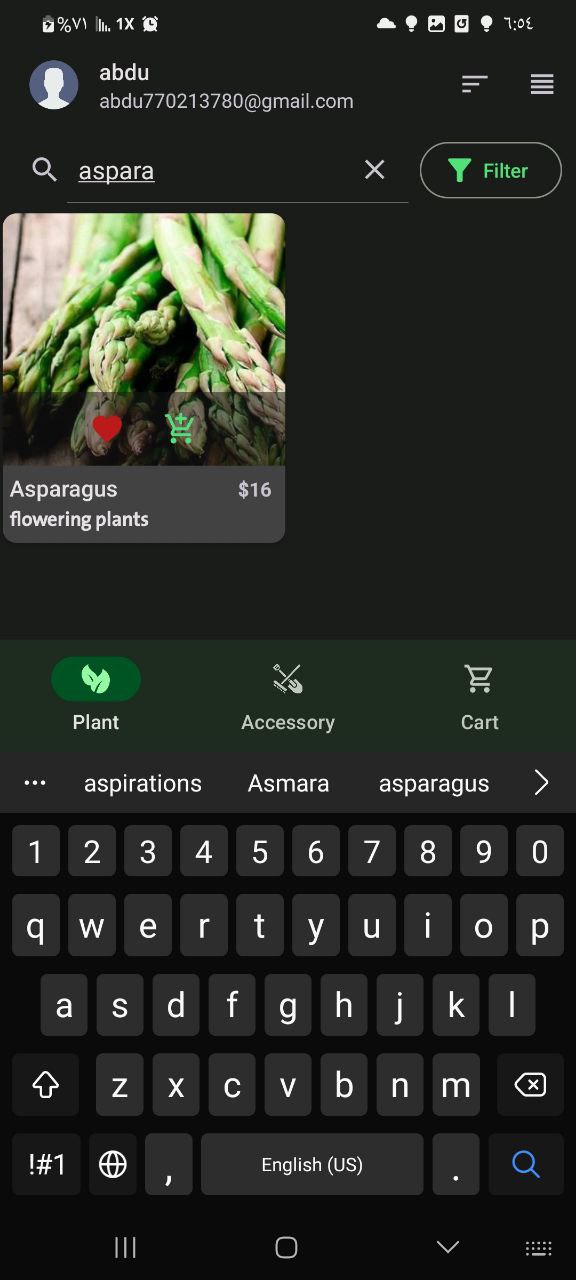 %٧١ 1X ٦:٥٤
abdu
abdu770213780@gmail.com
aspara
Filter
Asparagus $16
flowering plants
Plant Accessory Cart
... aspirations Asmara asparagus
1 2 3 4 5 6 7 8 9 0
q w e r t y u i o p
a s d f g h j k l
z x c v b n m
!#1 , English (US) .